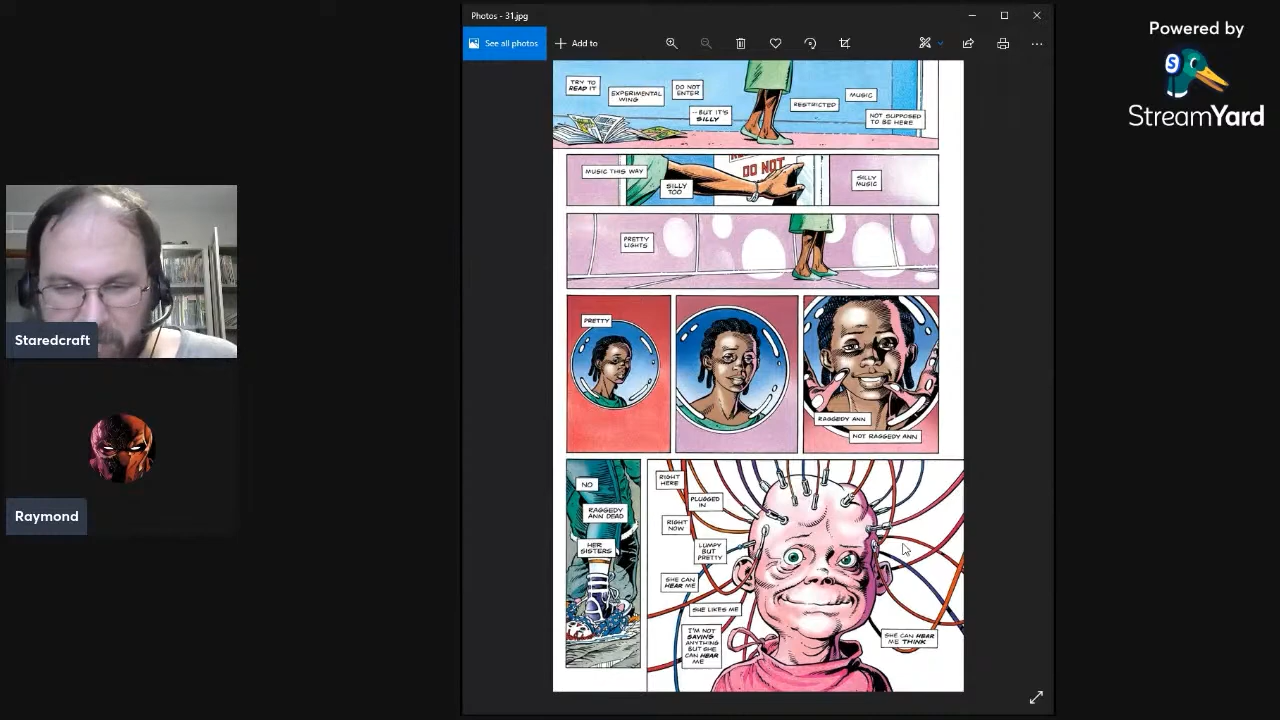 Photos - 31.jpg
See all photos
Add to
Powered by
S
StreamYard
Staredcraft
Raymond
TRY TO
READ IT
EXPERIMENTAL
WING
DO NOT
ENTER
--BUT IT'S
SILLY
RESTRICTED
MUSIC
NOT SUPPOSED
TO BE HERE
MUSIC THIS WAY
SILLY
TOO
DO NOT
SILLY
MUSIC
PRETTY
LIGHTS
PRETTY
RAGGEDY ANN
NOT RAGGEDY ANN
NO
RAGGEDY
ANN DEAD
HER
SISTERS
RIGHT
HERE
PLUGGED
IN
RIGHT
NOW
LUMPY
BUT
PRETTY
SHE CAN
HEAR ME
SHE LIKES ME
I'M NOT
SAYING
ANYTHING
BUT SHE
CAN HEAR
ME
SHE CAN HEAR
ME THINK